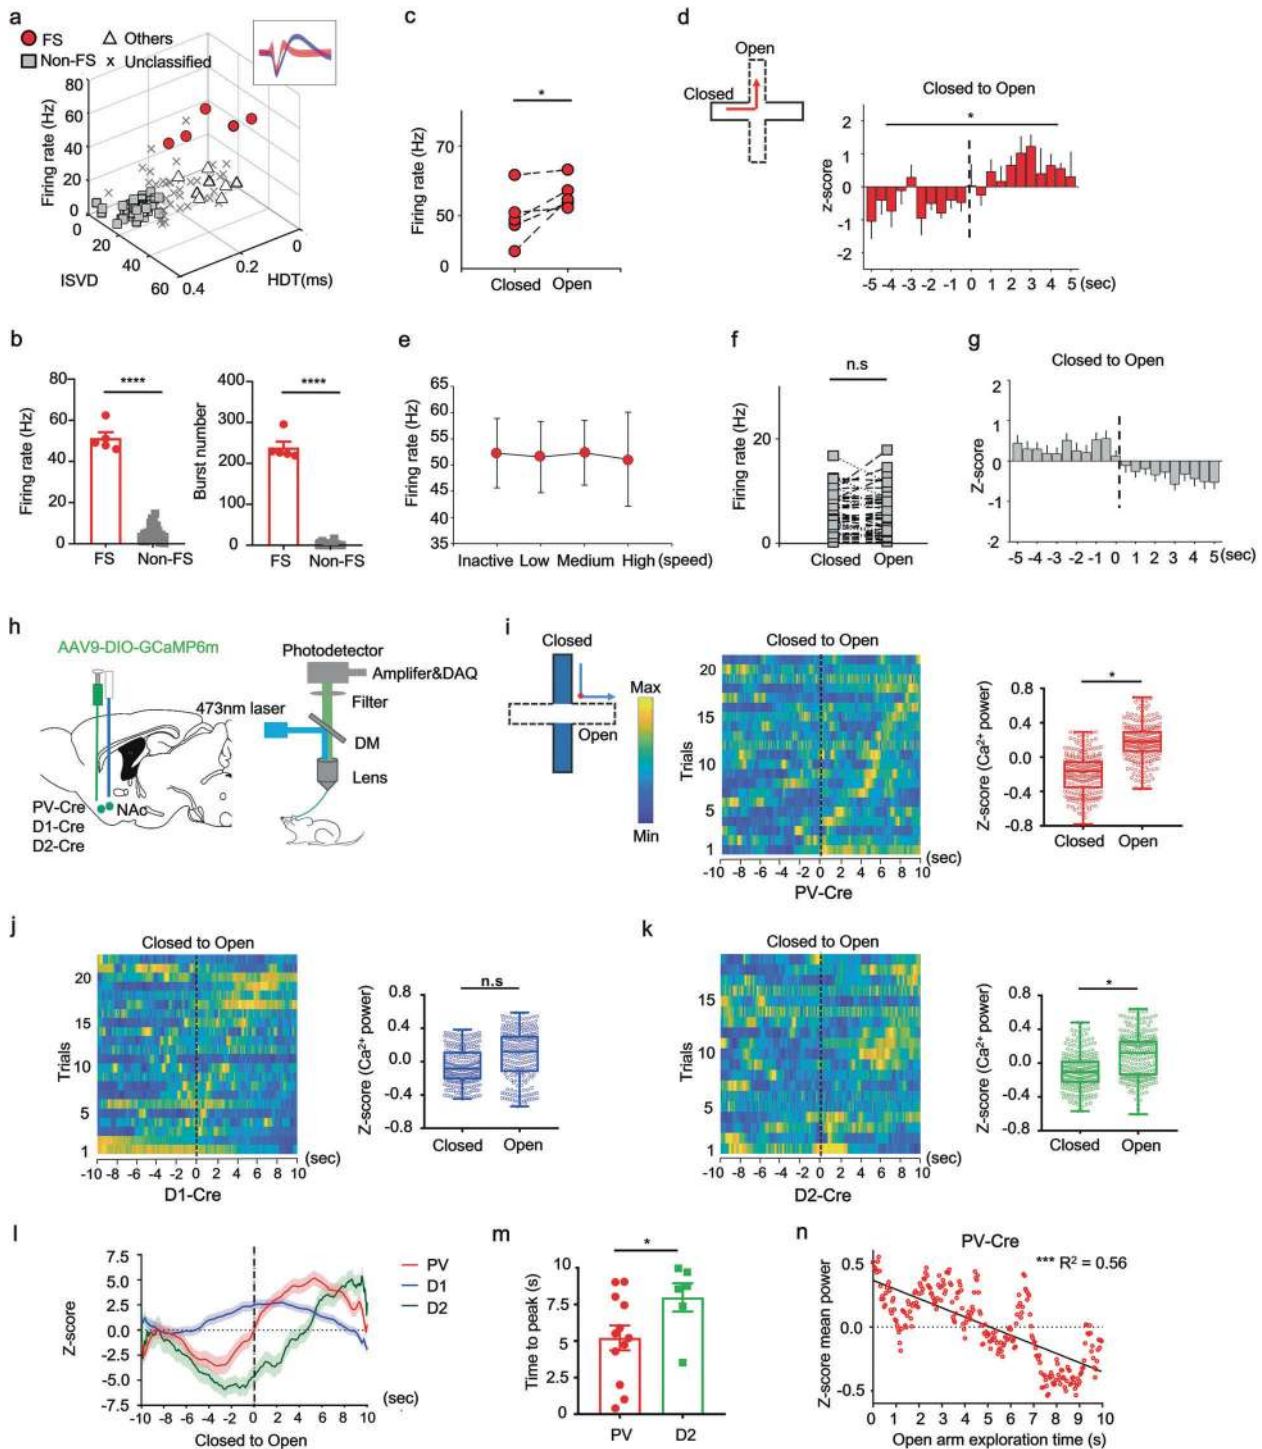 a
FS
Others
Non-FS
x Unclassified
Firing rate (Hz)
80
60
40
20
0
0
20
40
60
ISVD
0.4
0.2
0
HDT(ms)
c
*
Firing rate (Hz)
70
50
0
Closed
Open
d
Open
Closed
Closed to Open
*
z-score
2
1
0
-1
-2
-5 -4 -3 -2 -1 0 1 2 3 4 5 (sec)
b
****
Firing rate (Hz)
80
60
40
20
0
FS
Non-FS
****
Burst number
400
300
200
100
0
FS
Non-FS
e
Firing rate (Hz)
65
60
55
50
45
40
35
Inactive Low Medium High (speed)
f
n.s
Firing rate (Hz)
20
0
Closed
Open
g
Closed to Open
Z-score
2
1
0
-1
-2
-5 -4 -3 -2 -1 0 1 2 3 4 5
(sec)
h
AAV9-DIO-GCaMP6m
PV-Cre
D1-Cre
D2-Cre
NAc
Photodetector
Amplifer&DAQ
Filter
473nm laser
DM
Lens
i
Closed
Open
Max
Min
Closed to Open
Trials
20
15
10
5
1
-10 -8 -6 -4 -2 0 2 4 6 8 10
(sec)
PV-Cre
*
Z-score (Ca²⁺ power)
0.8
0.4
0.0
-0.4
-0.8
Closed
Open
j
Closed to Open
Trials
20
15
10
5
1
-10 -8 -6 -4 -2 0 2 4 6 8 10
(sec)
D1-Cre
n.s
Z-score (Ca²⁺ power)
0.8
0.4
0.0
-0.4
-0.8
Closed
Open
k
Closed to Open
Trials
15
10
5
1
-10 -8 -6 -4 -2 0 2 4 6 8 10
(sec)
D2-Cre
*
Z-score (Ca²⁺ power)
0.8
0.4
0.0
-0.4
-0.8
Closed
Open
l
Z-score
7.5
5.0
2.5
0.0
-2.5
-5.0
-7.5
-10 -8 -6 -4 -2 0 2 4 6 8 10
(sec)
Closed to Open
PV
D1
D2
m
*
Time to peak (s)
10
7.5
5
2.5
0
PV
D2
n
PV-Cre
*** R² = 0.56
Z-score mean power
0.5
0.0
-0.5
0 1 2 3 4 5 6 7 8 9 10
Open arm exploration time (s)